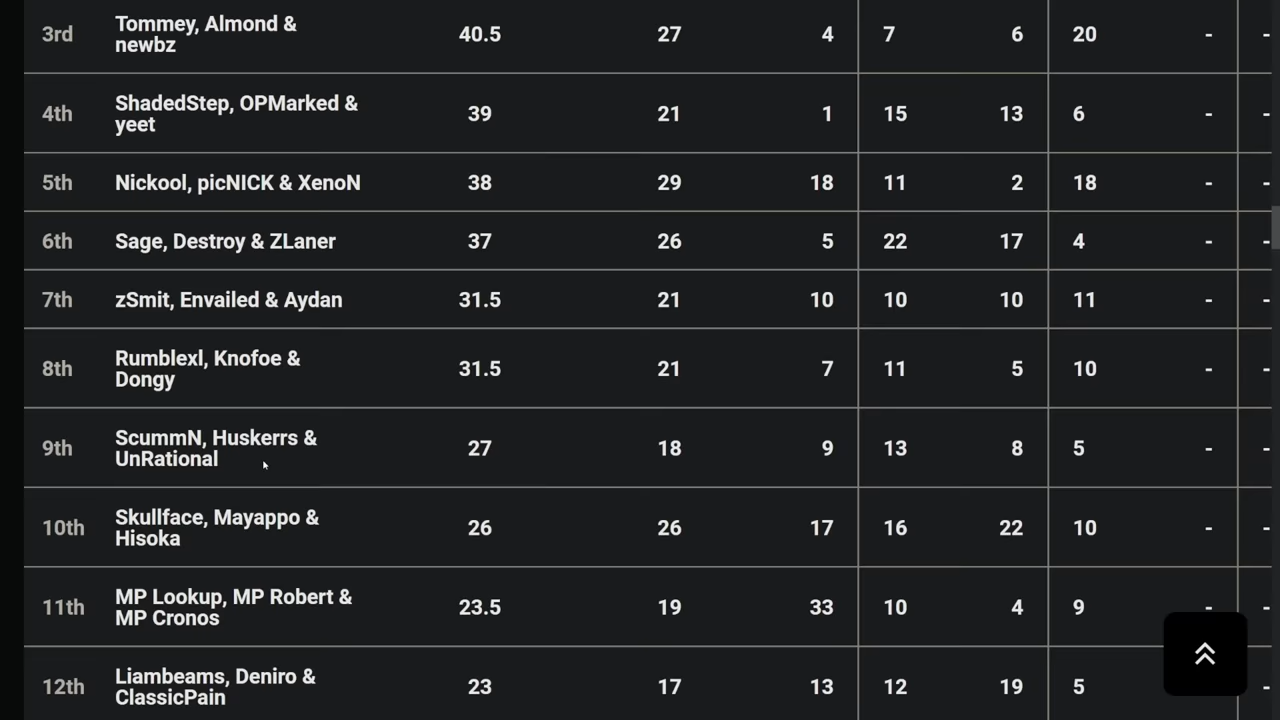 3rd Tommey, Almond & newbz 40.5 27 4 7 6 20 - -
4th ShadedStep, OPMarked & yeet 39 21 1 15 13 6 - -
5th Nickool, picNICK & XenoN 38 29 18 11 2 18 - -
6th Sage, Destroy & ZLaner 37 26 5 22 17 4 - -
7th zSmit, Envailed & Aydan 31.5 21 10 10 10 11 - -
8th Rumblexl, Knofoe & Dongy 31.5 21 7 11 5 10 - -
9th ScummN, Huskerrs & UnRational 27 18 9 13 8 5 - -
10th Skullface, Mayappo & Hisoka 26 26 17 16 22 10 - -
11th MP Lookup, MP Robert & MP Cronos 23.5 19 33 10 4 9 - -
12th Liambeams, Deniro & ClassicPain 23 17 13 12 19 5 - -